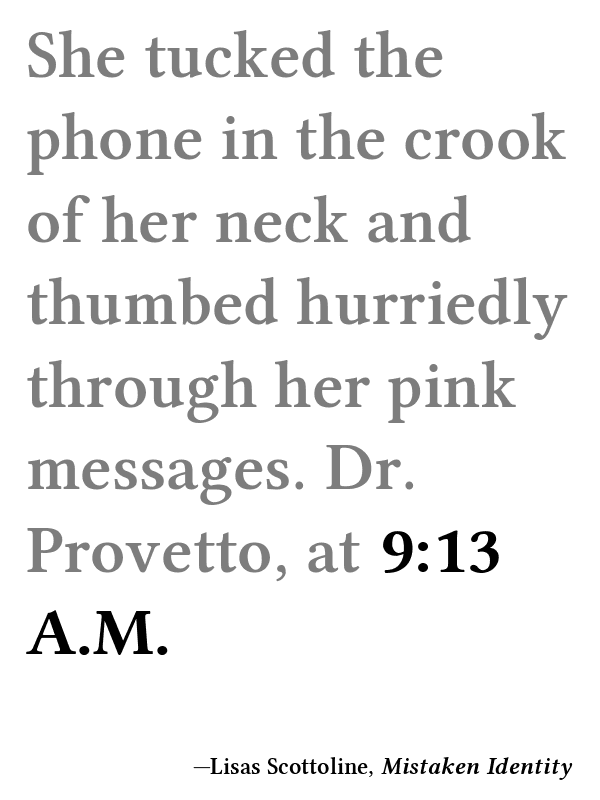 She tucked the
phone in the crook
of her neck and
thumbed hurriedly
through her pink
messages. Dr.
Provetto, at 9:13
A.M.
—Lisas Scottoline, Mistaken Identity